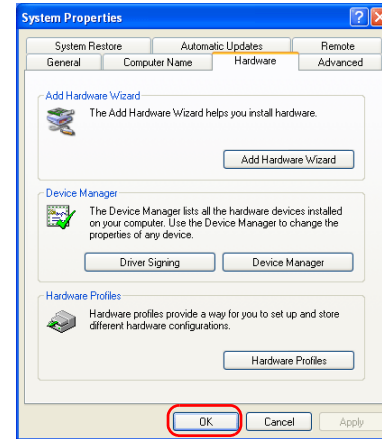 System Properties
System Restore Automatic Updates Remote
General Computer Name Hardware Advanced
Add Hardware Wizard
The Add Hardware Wizard helps you install hardware.
Add Hardware Wizard
Device Manager
The Device Manager lists all the hardware devices installed
on your computer. Use the Device Manager to change the
properties of any device.
Driver Signing Device Manager
Hardware Profiles
Hardware profiles provide a way for you to set up and store
different hardware configurations.
Hardware Profiles
OK Cancel Apply